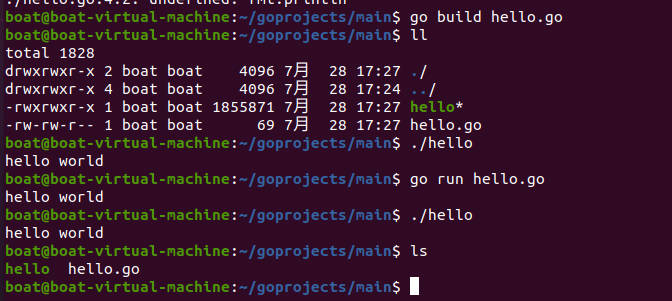 ./hello.go:4:2: undefined: fmt.println
boat@boat-virtual-machine:~/goprojects/main$ go build hello.go
boat@boat-virtual-machine:~/goprojects/main$ ll
total 1828
drwxrwxr-x 2 boat boat    4096 7月  28 17:27 ./
drwxrwxr-x 4 boat boat    4096 7月  28 17:24 ../
-rwxrwxr-x 1 boat boat 1855871 7月  28 17:27 hello*
-rw-rw-r-- 1 boat boat      69 7月  28 17:27 hello.go
boat@boat-virtual-machine:~/goprojects/main$ ./hello
hello world
boat@boat-virtual-machine:~/goprojects/main$ go run hello.go
hello world
boat@boat-virtual-machine:~/goprojects/main$ ./hello
hello world
boat@boat-virtual-machine:~/goprojects/main$ ls
hello  hello.go
boat@boat-virtual-machine:~/goprojects/main$